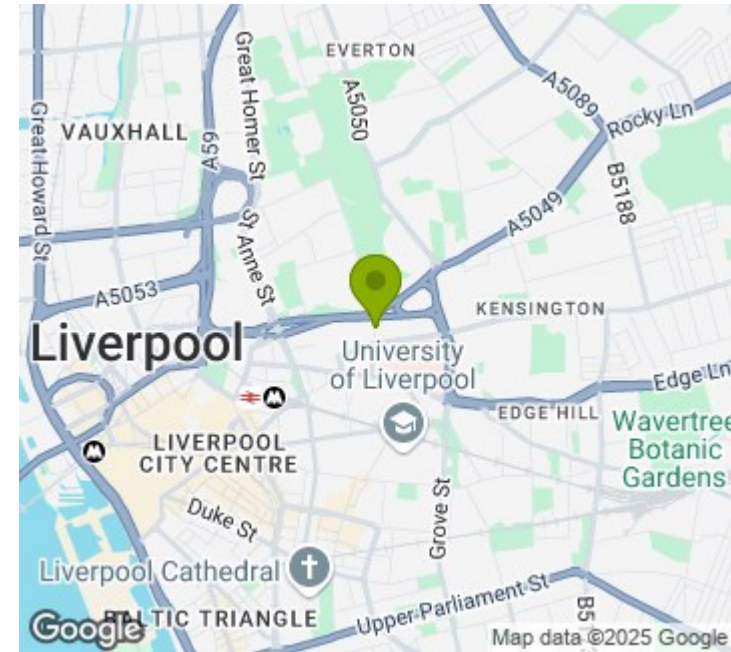 EVERTON
Great Homer St
A5050
A5089
Rocky Ln
VAUXHALL
A59
Great Howard St
B5188
A5049
St Anne St
A5053
KENSINGTON
Liverpool
University
of Liverpool
Edge Ln
EDGE HILL
Wavertree
Botanic
Gardens
LIVERPOOL
CITY CENTRE
Duke St
Grove St
Liverpool Cathedral
Upper Parliament St
TIC TRIANGLE
Google
Map data ©2025 Google